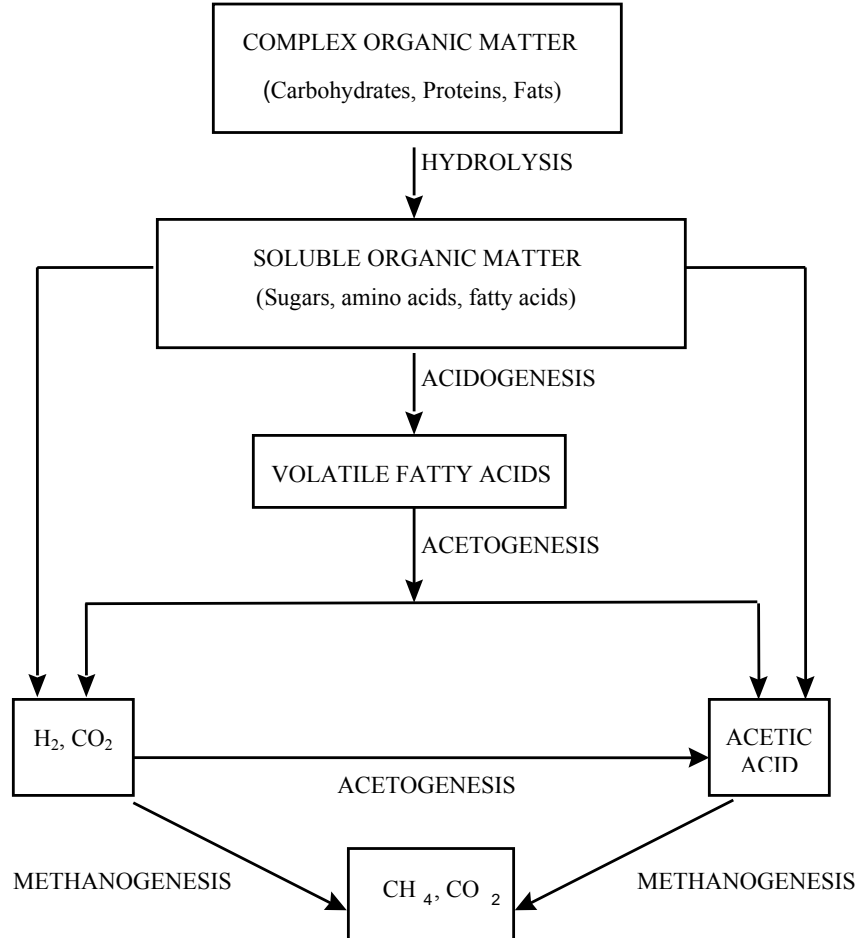 COMPLEX ORGANIC MATTER
(Carbohydrates, Proteins, Fats)
HYDROLYSIS
SOLUBLE ORGANIC MATTER
(Sugars, amino acids, fatty acids)
ACIDOGENESIS
VOLATILE FATTY ACIDS
ACETOGENESIS
H₂, CO₂
ACETIC
ACID
ACETOGENESIS
METHANOGENESIS
CH ₄, CO ₂
METHANOGENESIS